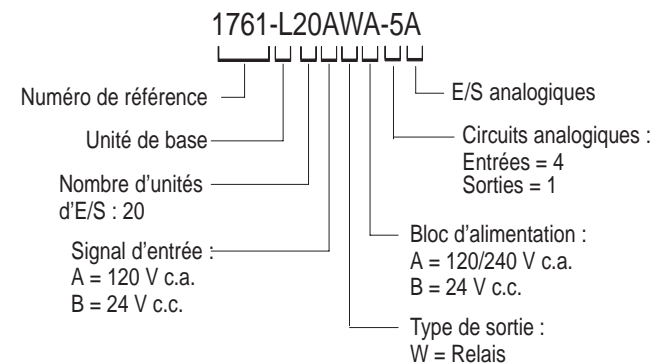 1761-L20AWA-5A
Numéro de référence
Unité de base
Nombre d'unités
d'E/S : 20
Signal d'entrée :
A = 120 V c.a.
B = 24 V c.c.
E/S analogiques
Circuits analogiques :
Entrées = 4
Sorties = 1
Bloc d'alimentation :
A = 120/240 V c.a.
B = 24 V c.c.
Type de sortie :
W = Relais